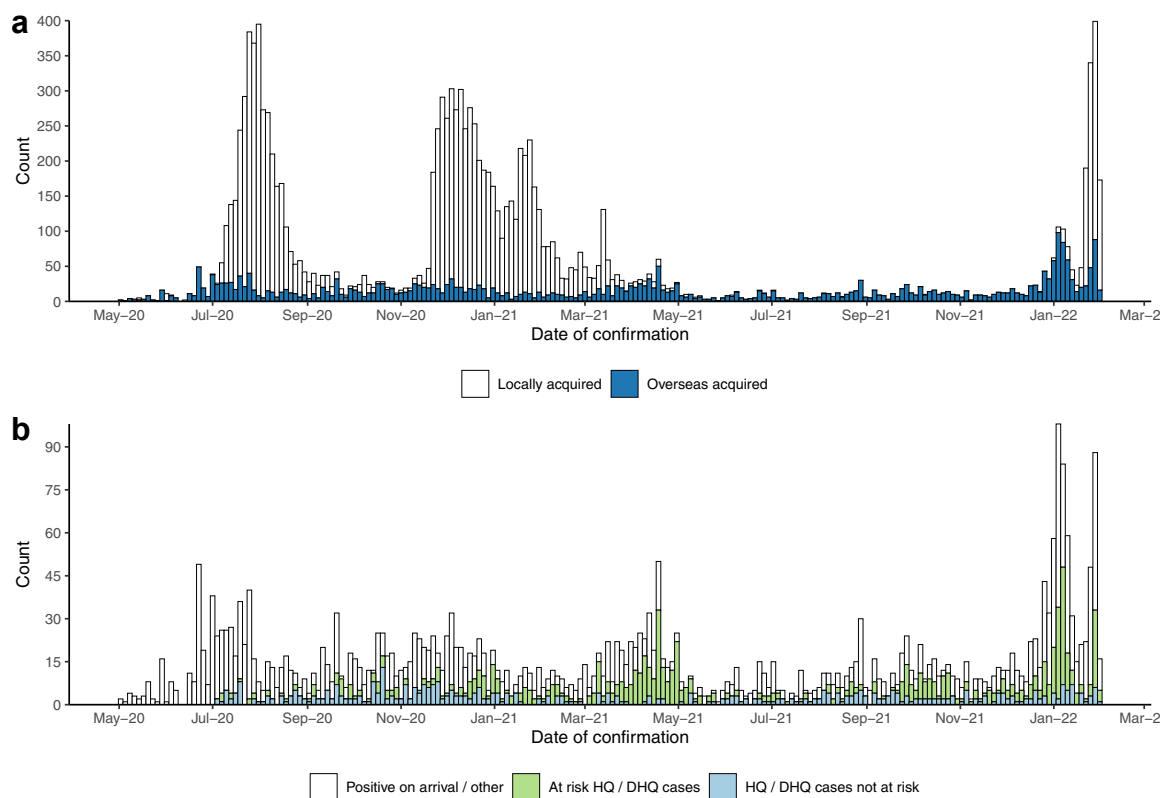 a
400
350
300
250
200
150
100
50
0
Count
May–20 Jul–20 Sep–20 Nov–20 Jan–21 Mar–21 May–21 Jul–21 Sep–21 Nov–21 Jan–22 Mar–2
Date of confirmation
Locally acquired Overseas acquired
b
90
75
60
45
30
15
0
Count
May–20 Jul–20 Sep–20 Nov–20 Jan–21 Mar–21 May–21 Jul–21 Sep–21 Nov–21 Jan–22 Mar–2
Date of confirmation
Positive on arrival / other At risk HQ / DHQ cases HQ / DHQ cases not at risk